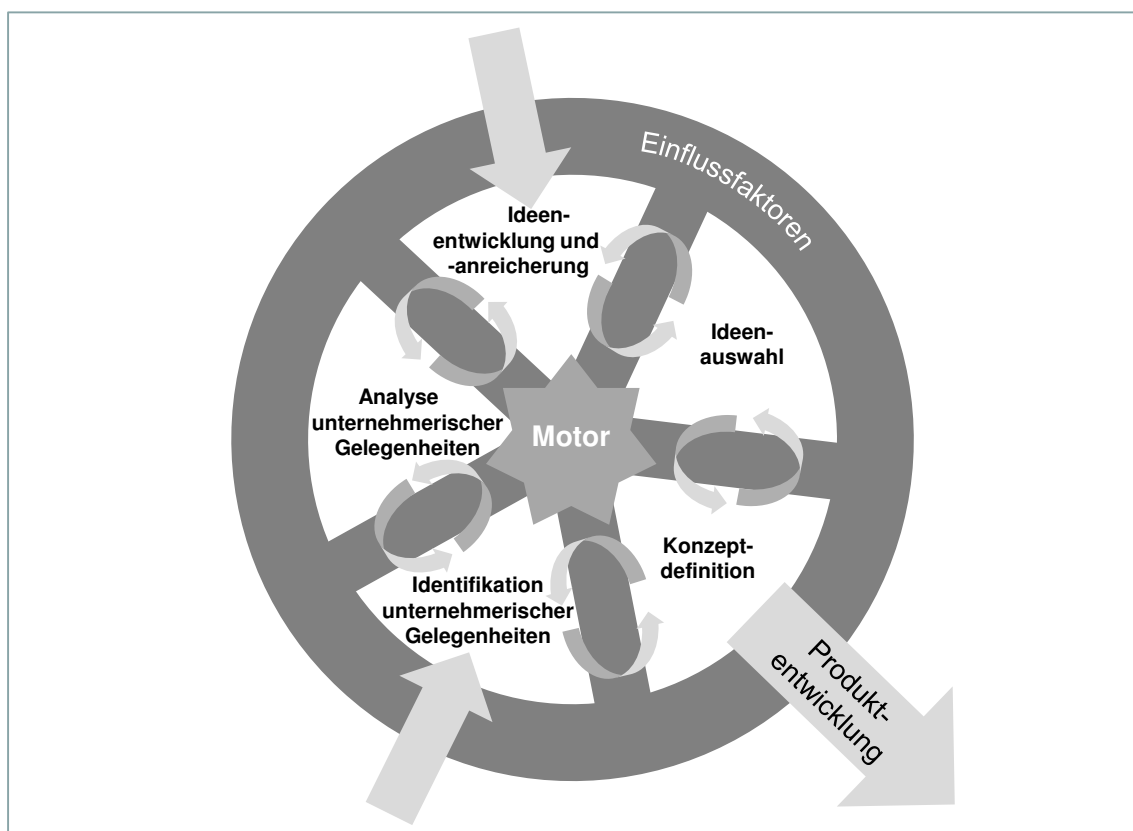 Einflussfaktoren
Ideen-
entwicklung und
-anreicherung
Ideen-
auswahl
Analyse
unternehmerischer
Gelegenheiten
Motor
Konzept-
definition
Identifikation
unternehmerischer
Gelegenheiten
Produkt-
entwicklung